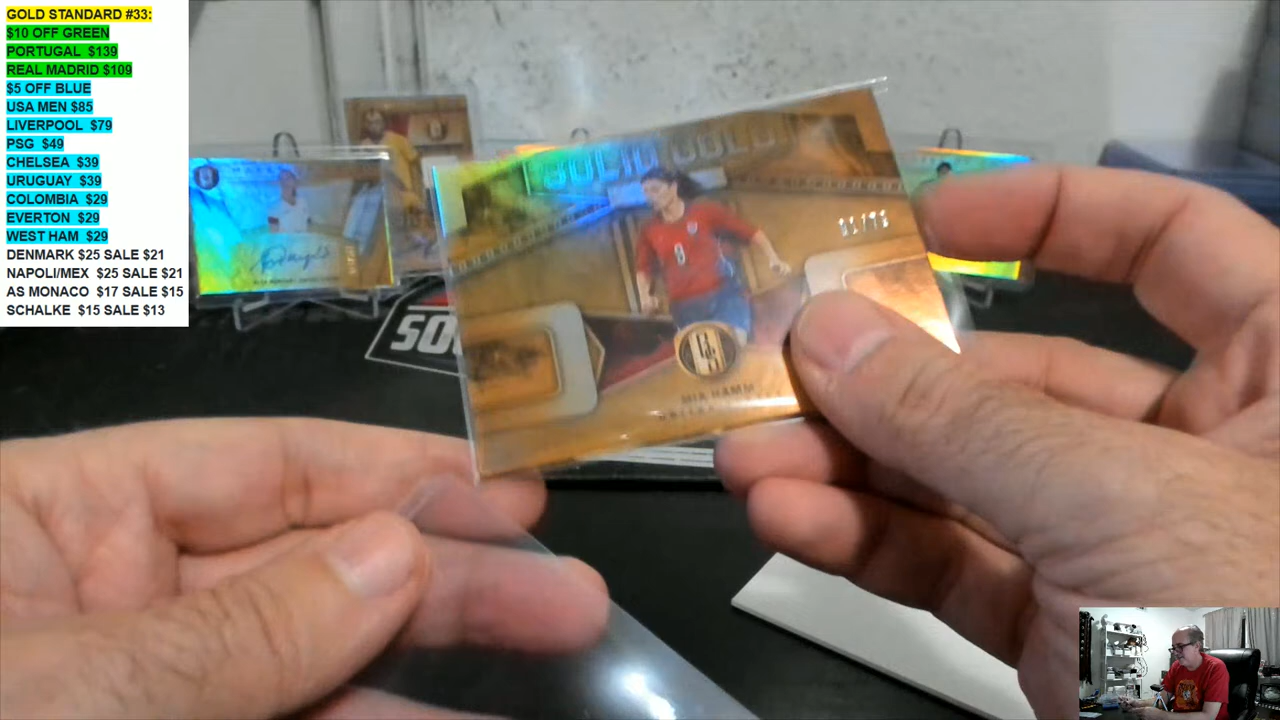 GOLD STANDARD #33:
$10 OFF GREEN
PORTUGAL $139
REAL MADRID $109
$5 OFF BLUE
USA MEN $85
LIVERPOOL $79
PSG $49
CHELSEA $39
URUGUAY $39
COLOMBIA $29
EVERTON $29
WEST HAM $29
DENMARK $25 SALE $21
NAPOLI/MEX $25 SALE $21
AS MONACO $17 SALE $15
SCHALKE $15 SALE $13
SOLID GOLD
9
MIA HAMM